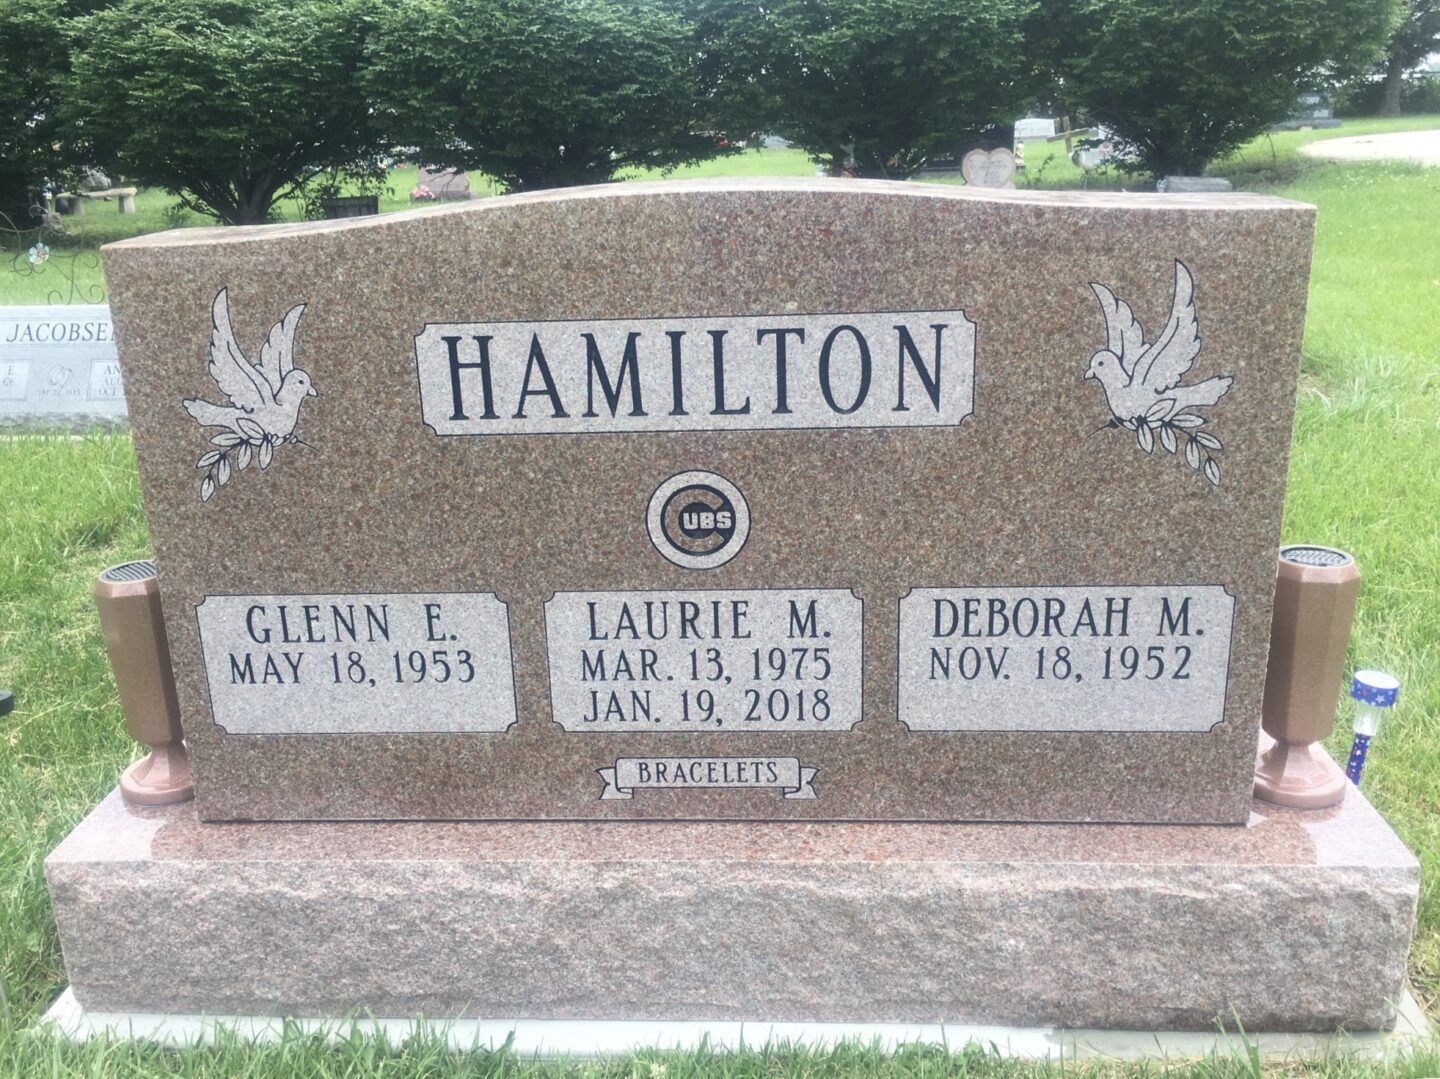 HAMILTON
CUBS
GLENN E.
MAY 18, 1953
LAURIE M.
MAR. 13, 1975
JAN. 19, 2018
DEBORAH M.
NOV. 18, 1952
BRACELETS
JACOBSE